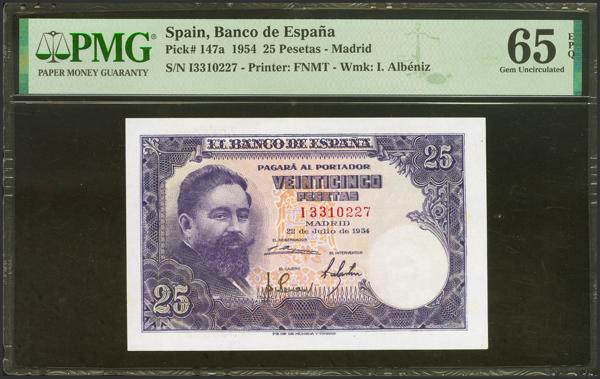 PMG
PAPER MONEY GUARANTY
Spain, Banco de España
Pick# 147a 1954 25 Pesetas - Madrid
S/N I3310227 - Printer: FNMT - Wmk: I. Albéniz
65 EPQ
Gem Uncirculated
EL BANCO DE ESPAÑA
PAGARÁ AL PORTADOR
25
VEINTICINCO
PESETAS
I3310227
MADRID
22 de Julio de 1954
EL GOBERNADOR
EL INTERVENTOR
EL CAJERO
25